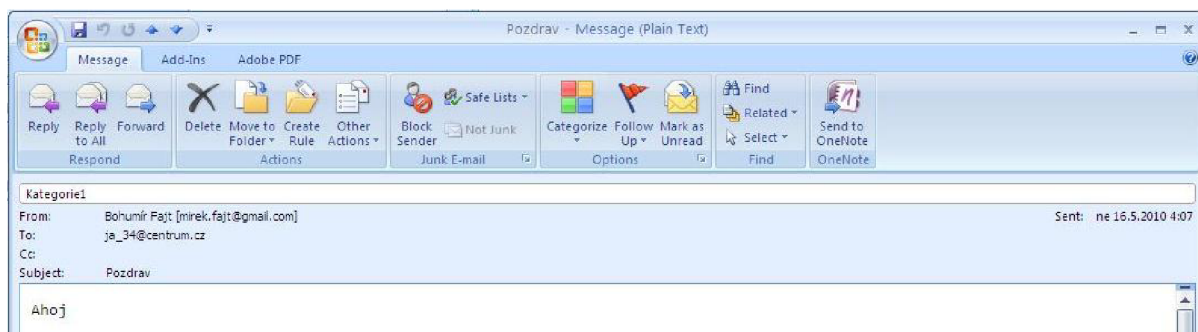 Pozdrav - Message (Plain Text)
Message Add-Ins Adobe PDF
Reply Reply to All Forward Delete Move to Folder Create Rule Other Actions Block Sender Safe Lists Not Junk Categorize Follow Up Mark as Unread Find Related Select Send to OneNote
Respond Actions Junk E-mail Options Find OneNote
Kategorie1
From: Bohumír Fajt [mirek.fajt@gmail.com] Sent: ne 16.5.2010 4:07
To: ja_34@centrum.cz
Cc:
Subject: Pozdrav
Ahoj